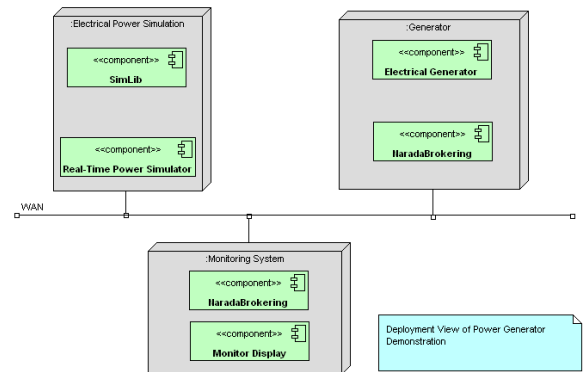 :Electrical Power Simulation
<<component>>
SimLib
<<component>>
Real-Time Power Simulator
:Generator
<<component>>
Electrical Generator
<<component>>
NaradaBrokering
WAN
:Monitoring System
<<component>>
NaradaBrokering
<<component>>
Monitor Display
Deployment View of Power Generator
Demonstration